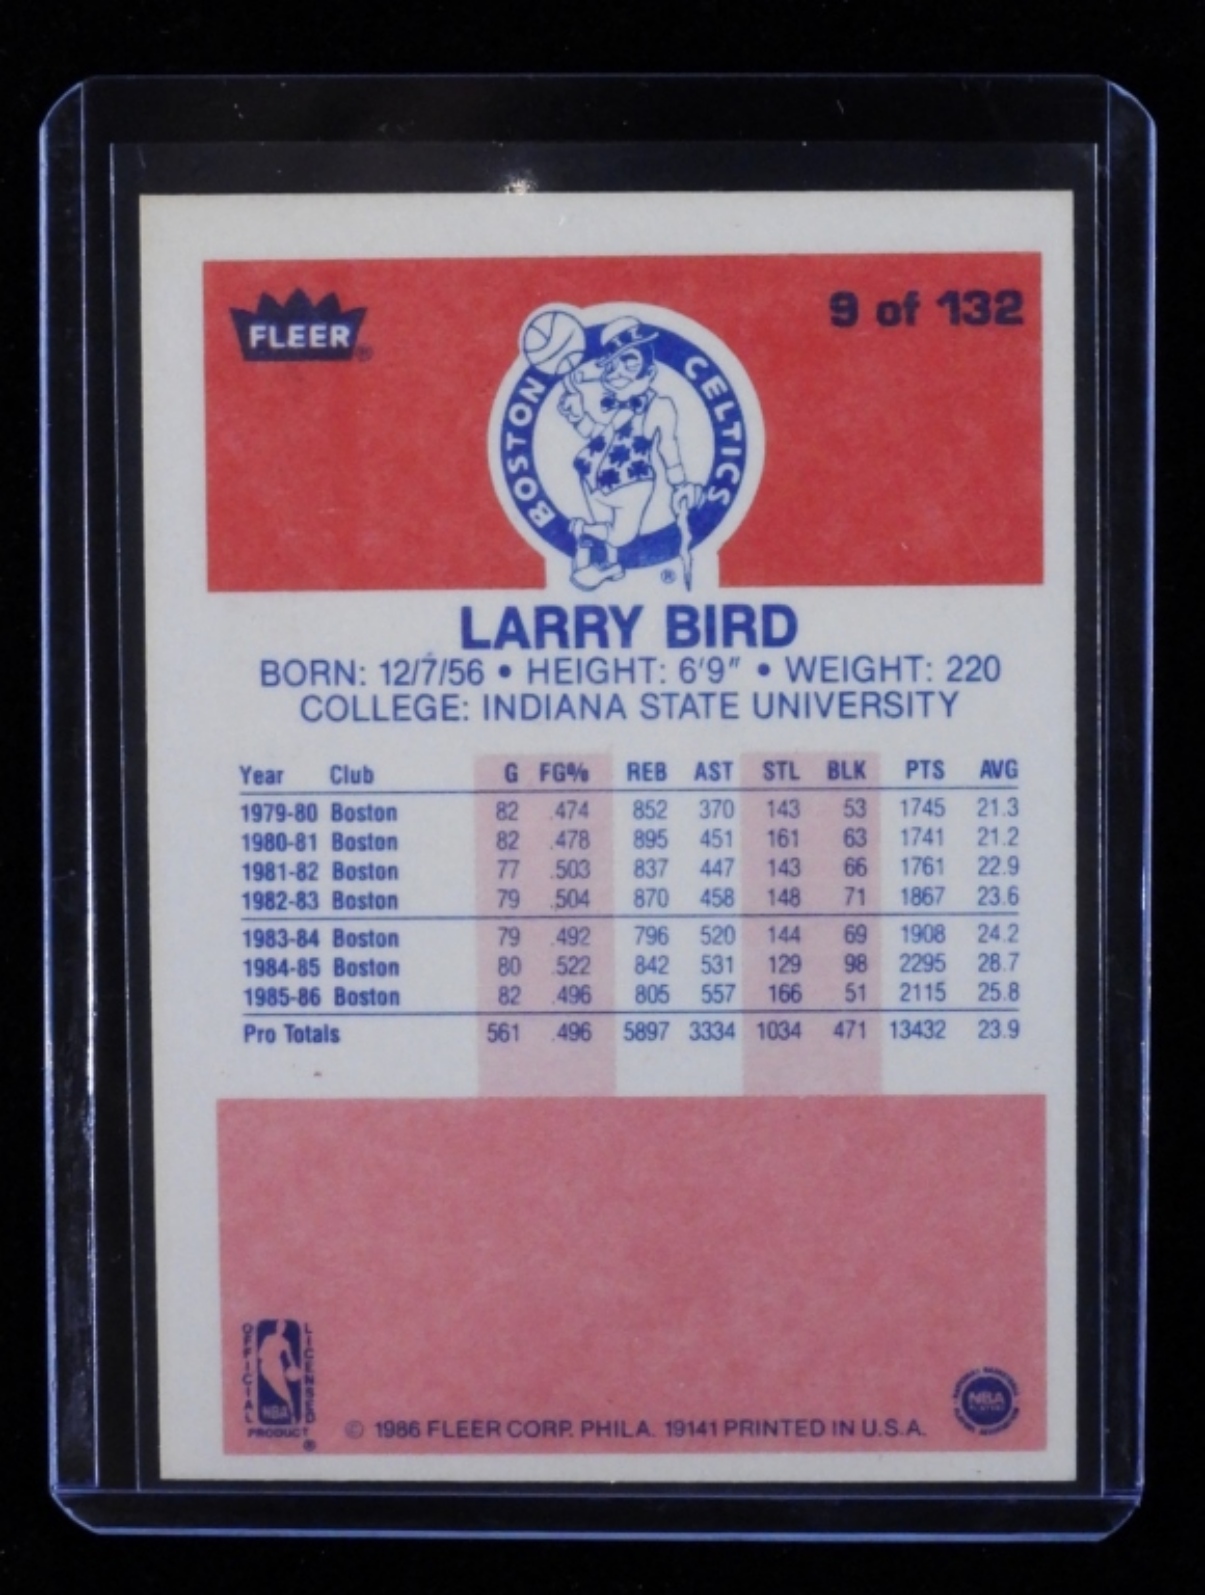 FLEER®
9 of 132
BOSTON CELTICS
®
LARRY BIRD
BORN: 12/7/56 • HEIGHT: 6'9" • WEIGHT: 220
COLLEGE: INDIANA STATE UNIVERSITY
Year Club G FG% REB AST STL BLK PTS AVG
1979-80 Boston 82 .474 852 370 143 53 1745 21.3
1980-81 Boston 82 .478 895 451 161 63 1741 21.2
1981-82 Boston 77 .503 837 447 143 66 1761 22.9
1982-83 Boston 79 .504 870 458 148 71 1867 23.6
1983-84 Boston 79 .492 796 520 144 69 1908 24.2
1984-85 Boston 80 .522 842 531 129 98 2295 28.7
1985-86 Boston 82 .496 805 557 166 51 2115 25.8
Pro Totals 561 .496 5897 3334 1034 471 13432 23.9
OFFICIAL LICENSED
NBA
PRODUCT ®
© 1986 FLEER CORP. PHILA. 19141 PRINTED IN U.S.A.
NBA